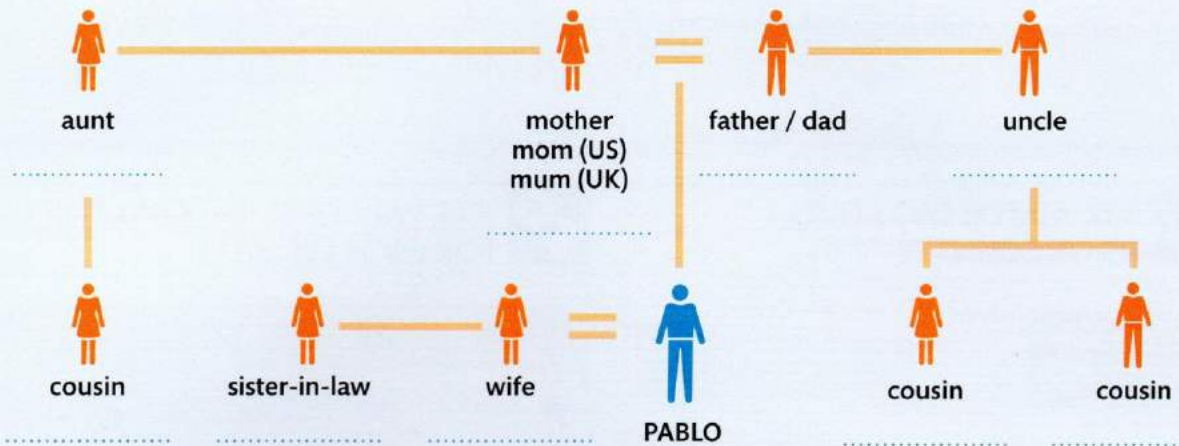 aunt
mother
mom (US)
mum (UK)
father / dad
uncle
cousin
sister-in-law
wife
PABLO
cousin
cousin